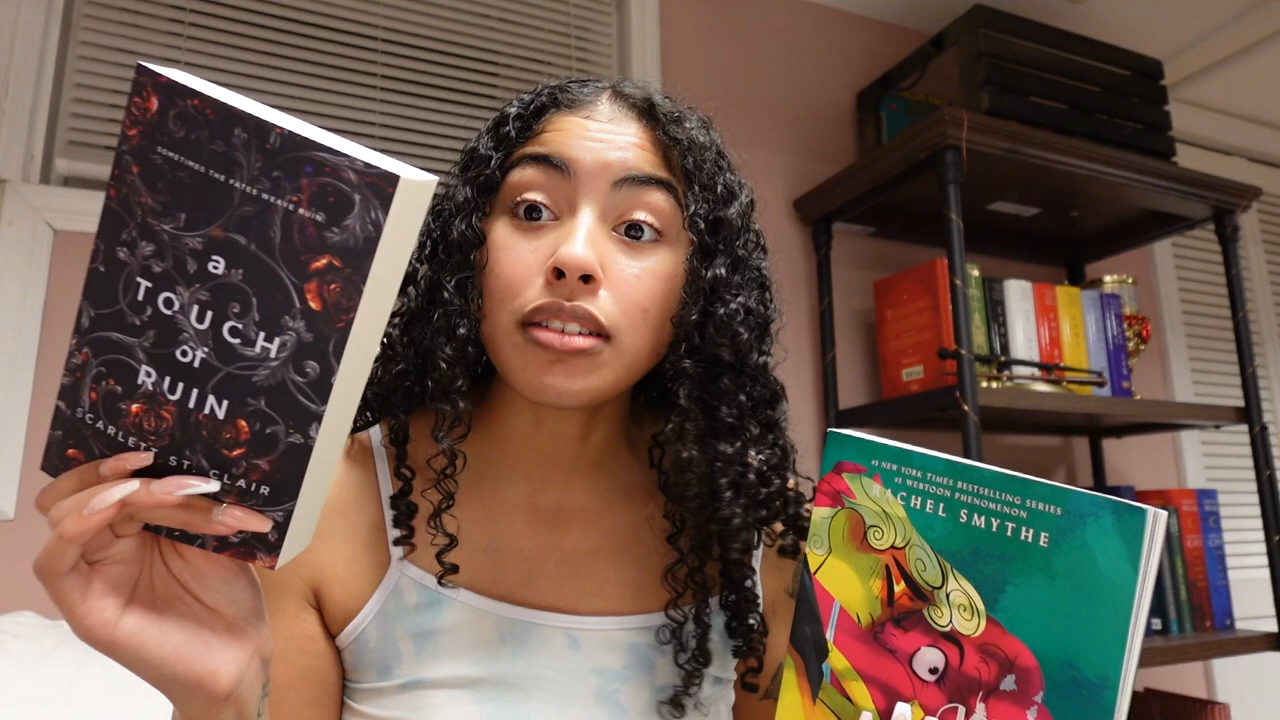 SOMETIMES THE FATES WEAVE RUIN
a
TOUCH
of
RUIN
SCARLETT ST. CLAIR
#1 NEW YORK TIMES BESTSELLING SERIES
#1 WEBTOON PHENOMENON
RACHEL SMYTHE